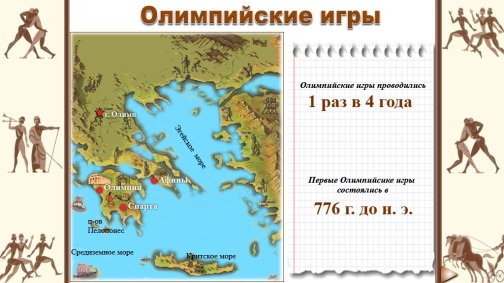 Олимпийские игры
г. Олимп
Эгейское море
Олимпия
Афины
Спарта
п-ов
Пелопонес
Средиземное море
Критское море
Олимпийские игры проводились
1 раз в 4 года
Первые Олимпийсике игры
состоялись в
776 г. до н. э.